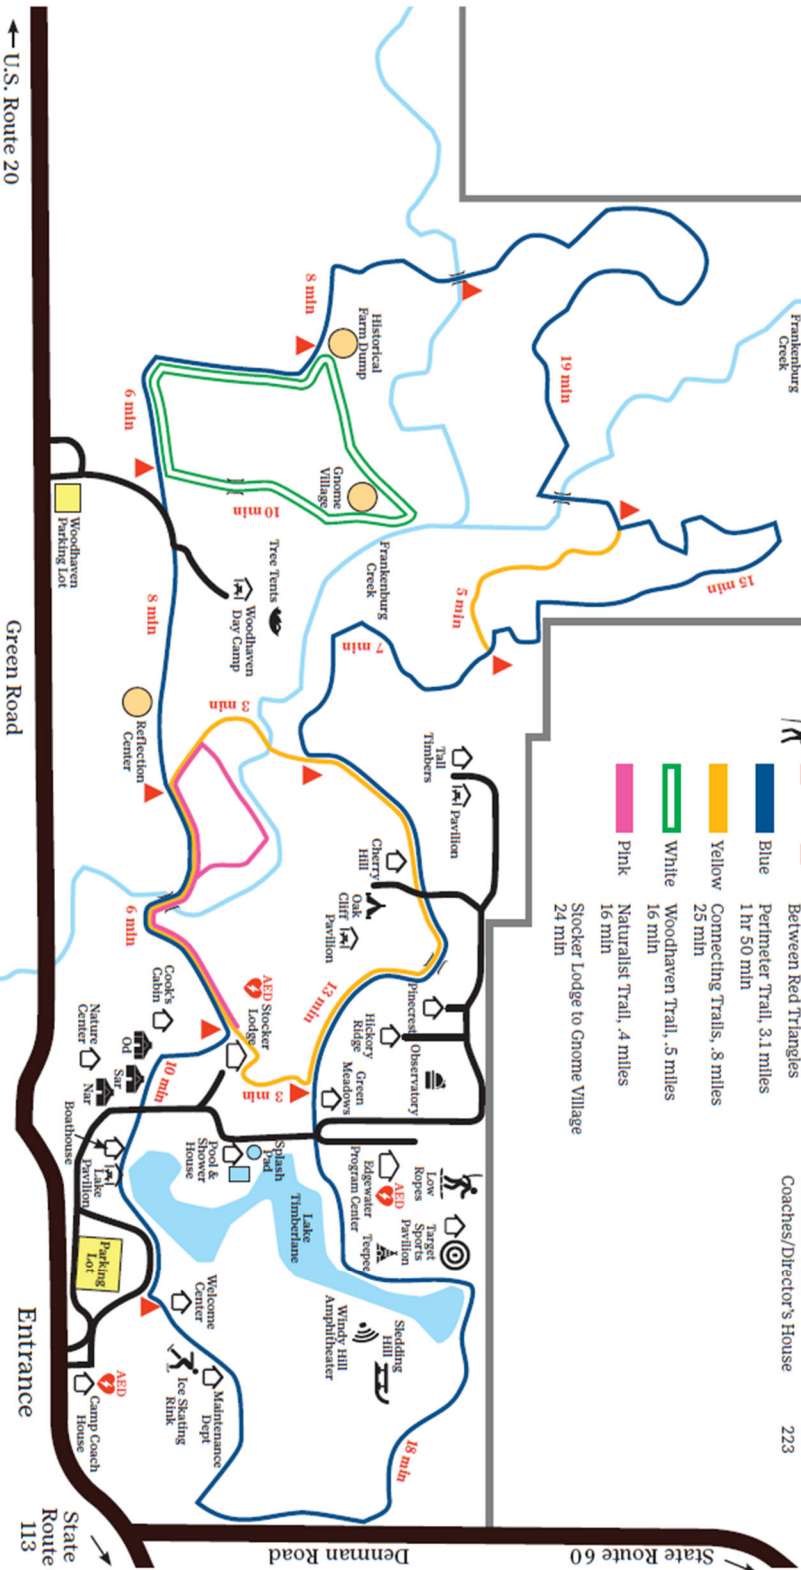 Between Red Triangles
Blue Perimeter Trail, 3.1 miles
1 hr 50 min
Yellow Connecting Trails, .8 miles
25 min
White Woodhaven Trail, .5 miles
16 min
Pink Naturalist Trail, .4 miles
16 min
Stocker Lodge to Gnome Village
24 min
Coaches/Director's House 223
Frankenburg
Creek
19 min
15 min
5 min
7 min
8 min
Historical
Farm Dump
6 min
Gnome
Village
10 min
Woodhaven
Parking Lot
Tree Tents
Woodhaven
Day Camp
Frankenburg
Creek
8 min
3 min
Reflection
Center
Tall
Timbers
Pavilion
Cherry
Hill
Oak
Cliff
Pavilion
Pinecrest
Hickory
Ridge
Observatory
Green
Meadows
13 min
3 min
6 min
AED
Stocker
Lodge
Cook's
Cabin
Nature
Center
Od
Sar
Nar
10 min
Boathouse
Lake
Pavilion
Pool &
Shower
House
Splash
Pad
Lake
Timberlane
Edgewater
Program Center
AED
Low
Ropes
Target
Sports
Pavilion
Teepee
Parking
Lot
Welcome
Center
Windy Hill
Amphitheater
Sledding
Hill
Ice Skating
Rink
Maintenance
Dept
18 min
AED
Camp Coach
House
U.S. Route 20
Green Road
Entrance
State
Route
113
Denman Road
State Route 60